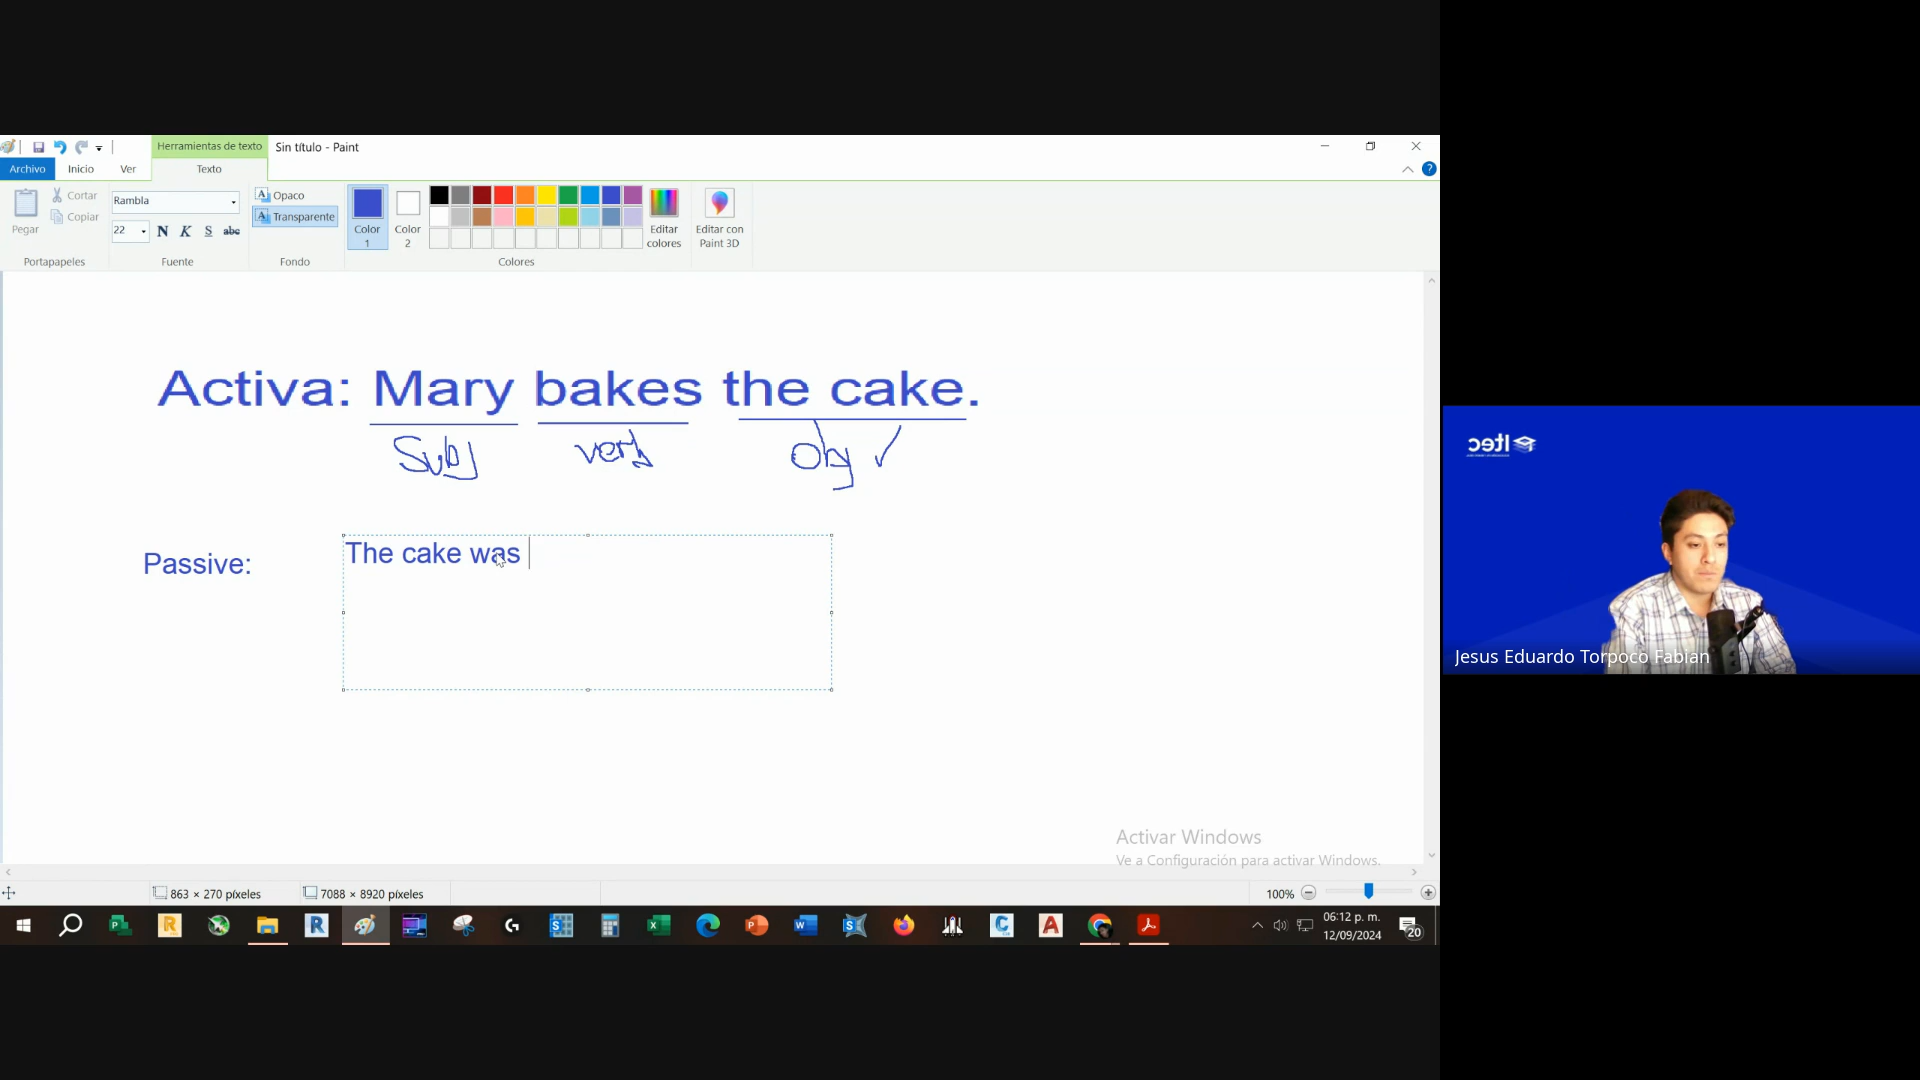 Herramientas de texto
Sin título - Paint
Archivo
Inicio
Ver
Texto
Pegar
Cortar
Copiar
Portapapeles
Rambla
22
N K S abc
Fuente
Opaco
Transparente
Fondo
Color 1
Color 2
Editar colores
Editar con Paint 3D
Colores
Activa: Mary bakes the cake.
Subj verb Obj
Passive:
The cake was
Activar Windows
Ve a Configuración para activar Windows.
863 × 270 píxeles
7088 × 8920 píxeles
100%
06:12 p. m.
12/09/2024
20
Itec
Jesus Eduardo Torpoco Fabian